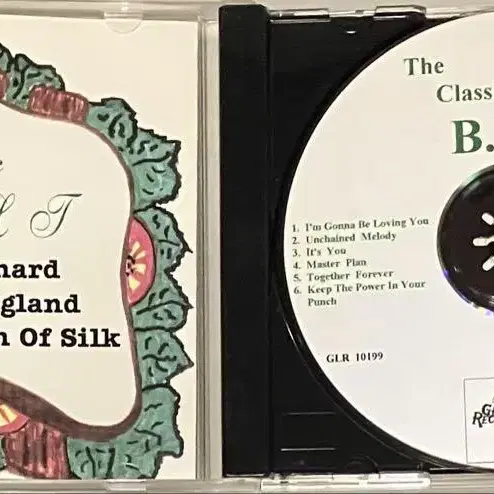 L T
hard
gland
n Of Silk
The
Class
B.
1. I'm Gonna Be Loving You
2. Unchained Melody
3. It's You
4. Master Plan
5. Together Forever
6. Keep The Power In Your
Punch
GLR 10199